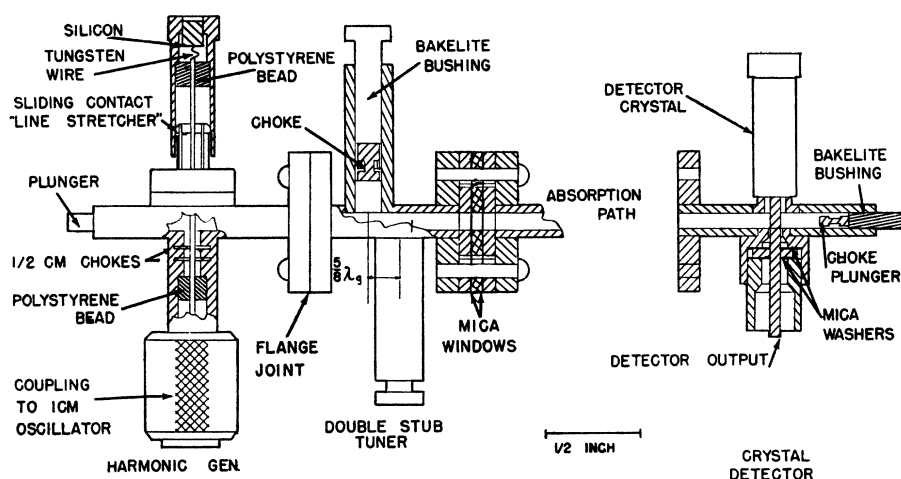 SILICON
TUNGSTEN
WIRE
POLYSTYRENE
BEAD
SLIDING CONTACT
"LINE STRETCHER"
PLUNGER
1/2 CM CHOKES
POLYSTYRENE
BEAD
COUPLING
TO 1CM
OSCILLATOR
HARMONIC GEN.
BAKELITE
BUSHING
CHOKE
5/8 λg
FLANGE
JOINT
MICA
WINDOWS
DOUBLE STUB
TUNER
ABSORPTION
PATH
1/2 INCH
DETECTOR
CRYSTAL
BAKELITE
BUSHING
CHOKE
PLUNGER
MICA
WASHERS
DETECTOR OUTPUT
CRYSTAL
DETECTOR